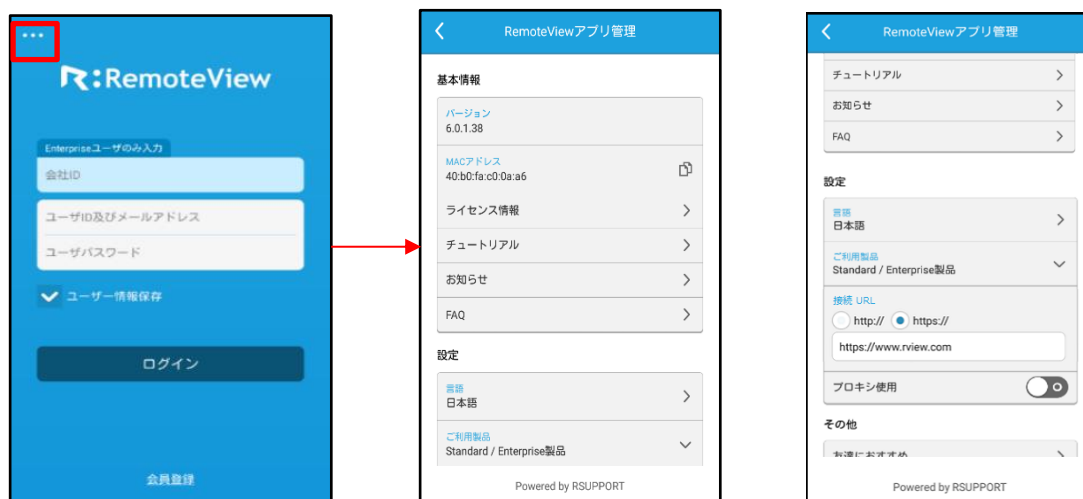 R:RemoteView
Enterpriseユーザのみ入力
会社ID
ユーザID及びメールアドレス
ユーザパスワード
ユーザー情報保存
ログイン
会員登録
RemoteViewアプリ管理
基本情報
バージョン
6.0.1.38
MACアドレス
40:b0:fa:c0:0a:a6
ライセンス情報
チュートリアル
お知らせ
FAQ
設定
言語
日本語
ご利用製品
Standard / Enterprise製品
Powered by RSUPPORT
RemoteViewアプリ管理
チュートリアル
お知らせ
FAQ
設定
言語
日本語
ご利用製品
Standard / Enterprise製品
接続 URL
http:// https://
https://www.rview.com
プロキシ使用
その他
友達におすすめ
Powered by RSUPPORT